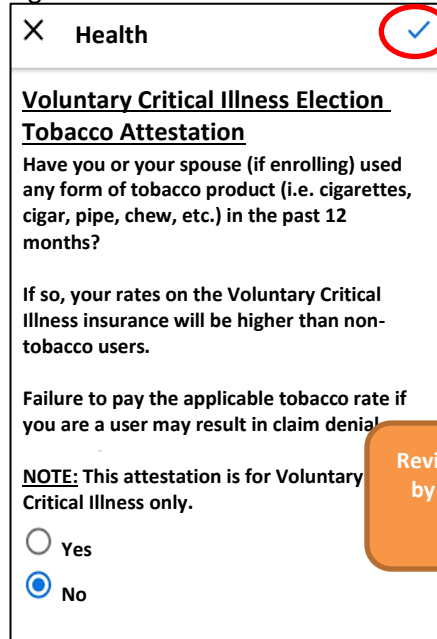 X Health
Voluntary Critical Illness Election
Tobacco Attestation
Have you or your spouse (if enrolling) used
any form of tobacco product (i.e. cigarettes,
cigar, pipe, chew, etc.) in the past 12
months?
If so, your rates on the Voluntary Critical
Illness insurance will be higher than non-
tobacco users.
Failure to pay the applicable tobacco rate if
you are a user may result in claim denial
NOTE: This attestation is for Voluntary
Critical Illness only.
by
Yes
No